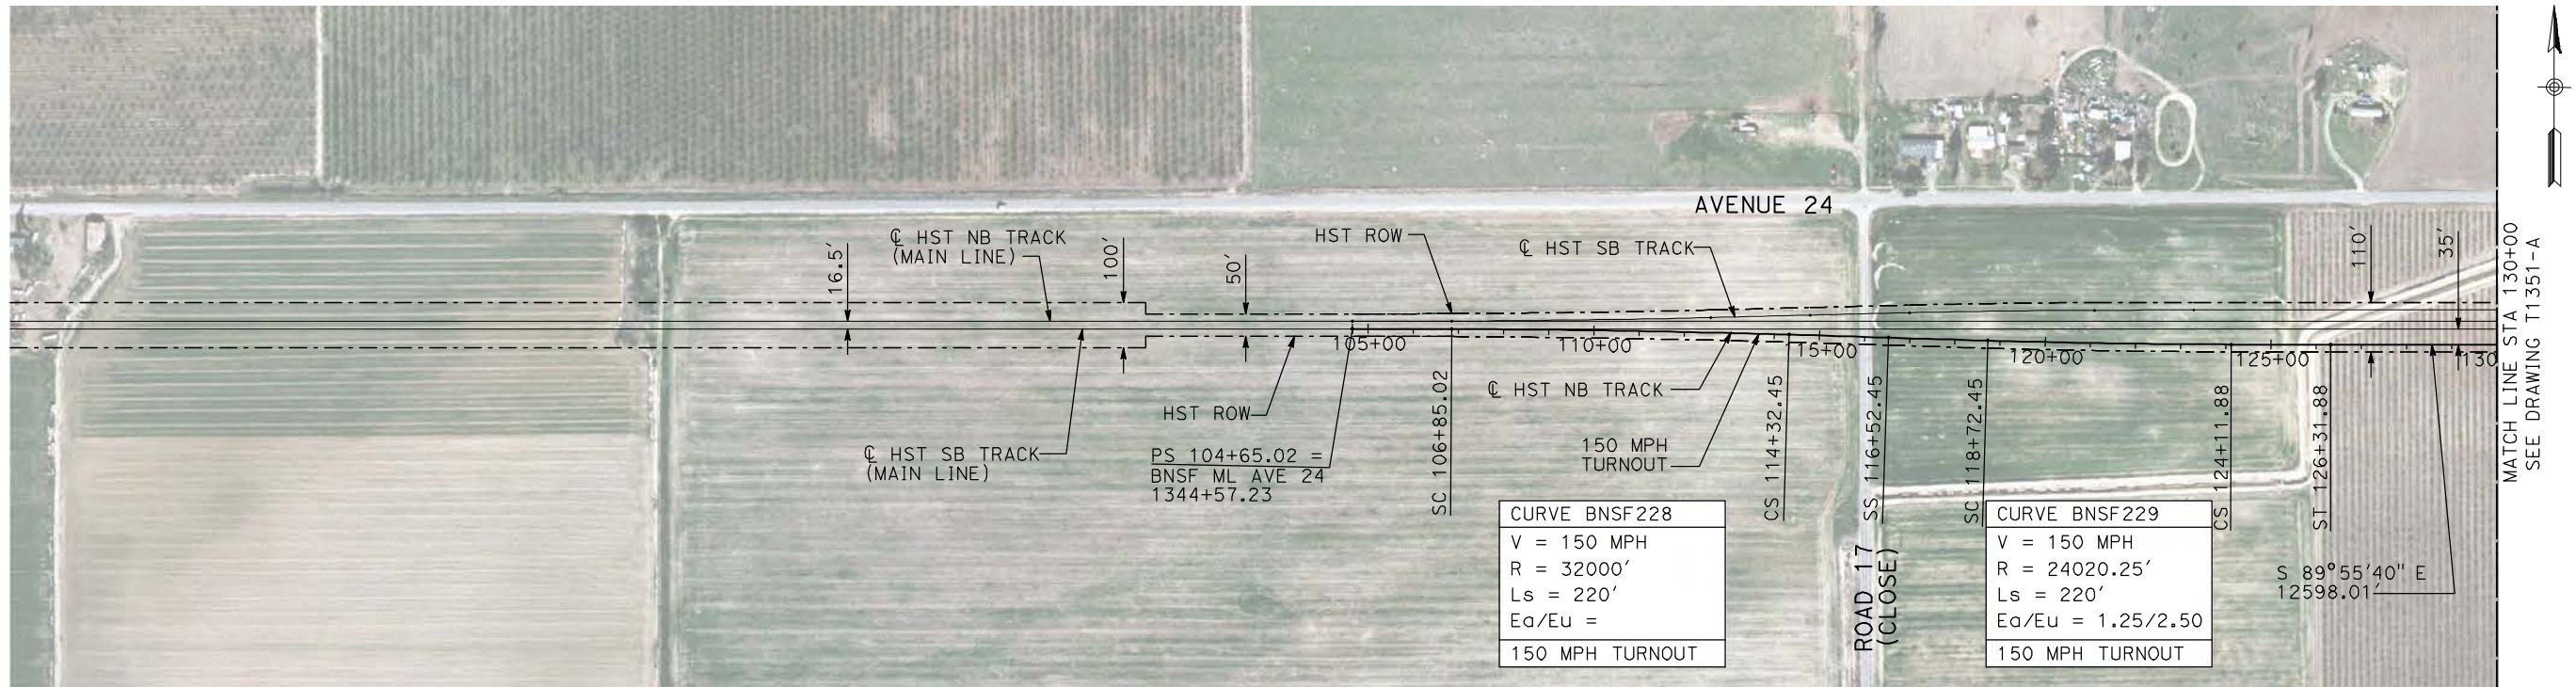 AVENUE 24
16.5'
℄ HST NB TRACK
(MAIN LINE)
100'
50'
HST ROW
℄ HST SB TRACK
110'
35'
105+00
110+00
115+00
120+00
125+00
130
℄ HST SB TRACK
(MAIN LINE)
HST ROW
PS 104+65.02 =
BNSF ML AVE 24
1344+57.23
SC 106+85.02
℄ HST NB TRACK
150 MPH
TURNOUT
CS 114+32.45
SS 116+52.45
SC 118+72.45
CS 124+11.88
ST 126+31.88
CURVE BNSF228
V = 150 MPH
R = 32000'
Ls = 220'
Ea/Eu =
150 MPH TURNOUT
ROAD 17
(CLOSE)
CURVE BNSF229
V = 150 MPH
R = 24020.25'
Ls = 220'
Ea/Eu = 1.25/2.50
150 MPH TURNOUT
S 89°55'40" E
12598.01'
MATCH LINE STA 130+00
SEE DRAWING T1351-A